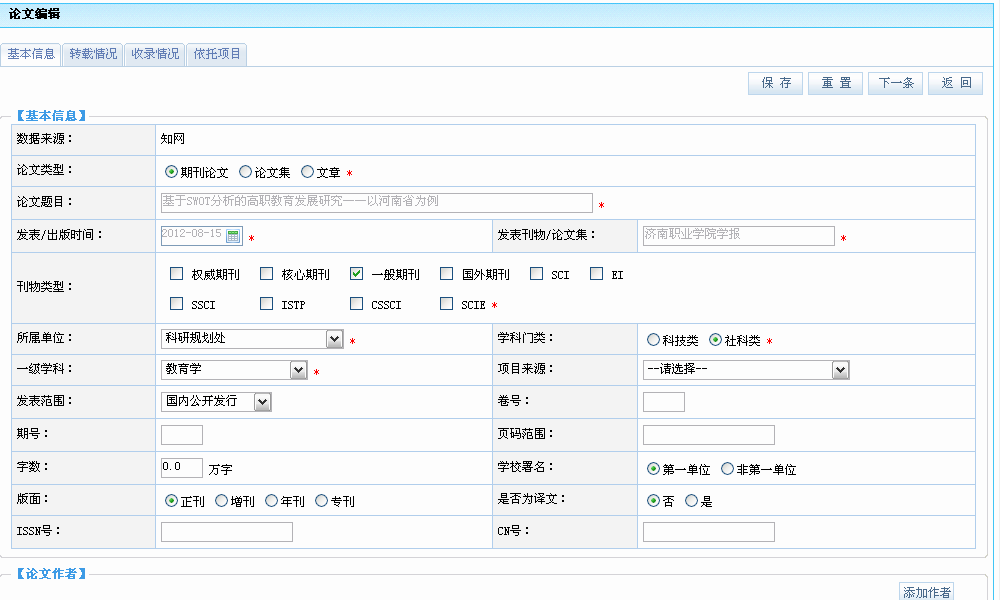 论文编辑
基本信息 转载情况 收录情况 依托项目
保 存 重 置 下一条 返 回
【基本信息】
数据来源： 知网
论文类型： 期刊论文 论文集 文章 *
论文题目： 基于SWOT分析的高职教育发展研究——以河南省为例 *
发表/出版时间： 2012-08-15 * 发表刊物/论文集： 济南职业学院学报 *
刊物类型： 权威期刊 核心期刊 一般期刊 国外期刊 SCI EI
SSCI ISTP CSSCI SCIE *
所属单位： 科研规划处 * 学科门类： 科技类 社科类 *
一级学科： 教育学 * 项目来源： --请选择--
发表范围： 国内公开发行 卷号：
期号： 页码范围：
字数： 0.0 万字 学校署名： 第一单位 非第一单位
版面： 正刊 增刊 年刊 专刊 是否为译文： 否 是
ISSN号： CN号：
【论文作者】
添加作者